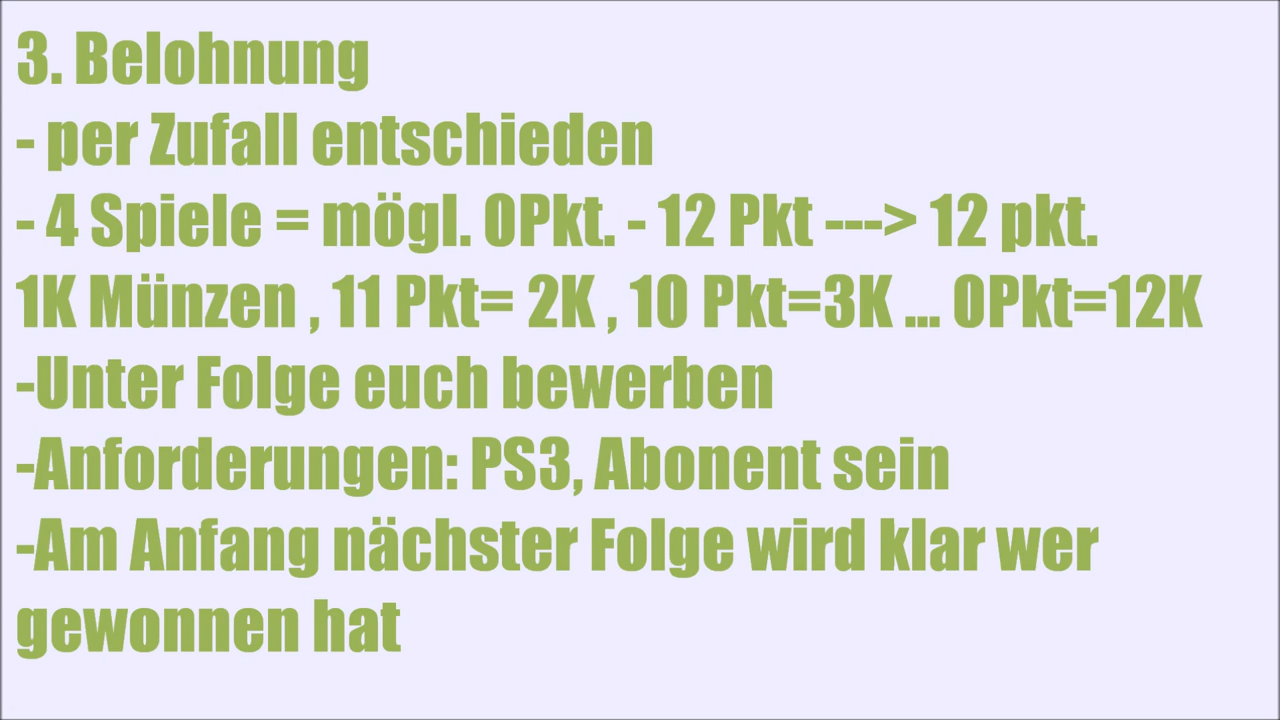 3. Belohnung
- per Zufall entschieden
- 4 Spiele = mögl. 0Pkt. - 12 Pkt ---> 12 pkt.
1K Münzen , 11 Pkt= 2K , 10 Pkt=3K ... 0Pkt=12K
-Unter Folge euch bewerben
-Anforderungen: PS3, Abonent sein
-Am Anfang nächster Folge wird klar wer
gewonnen hat